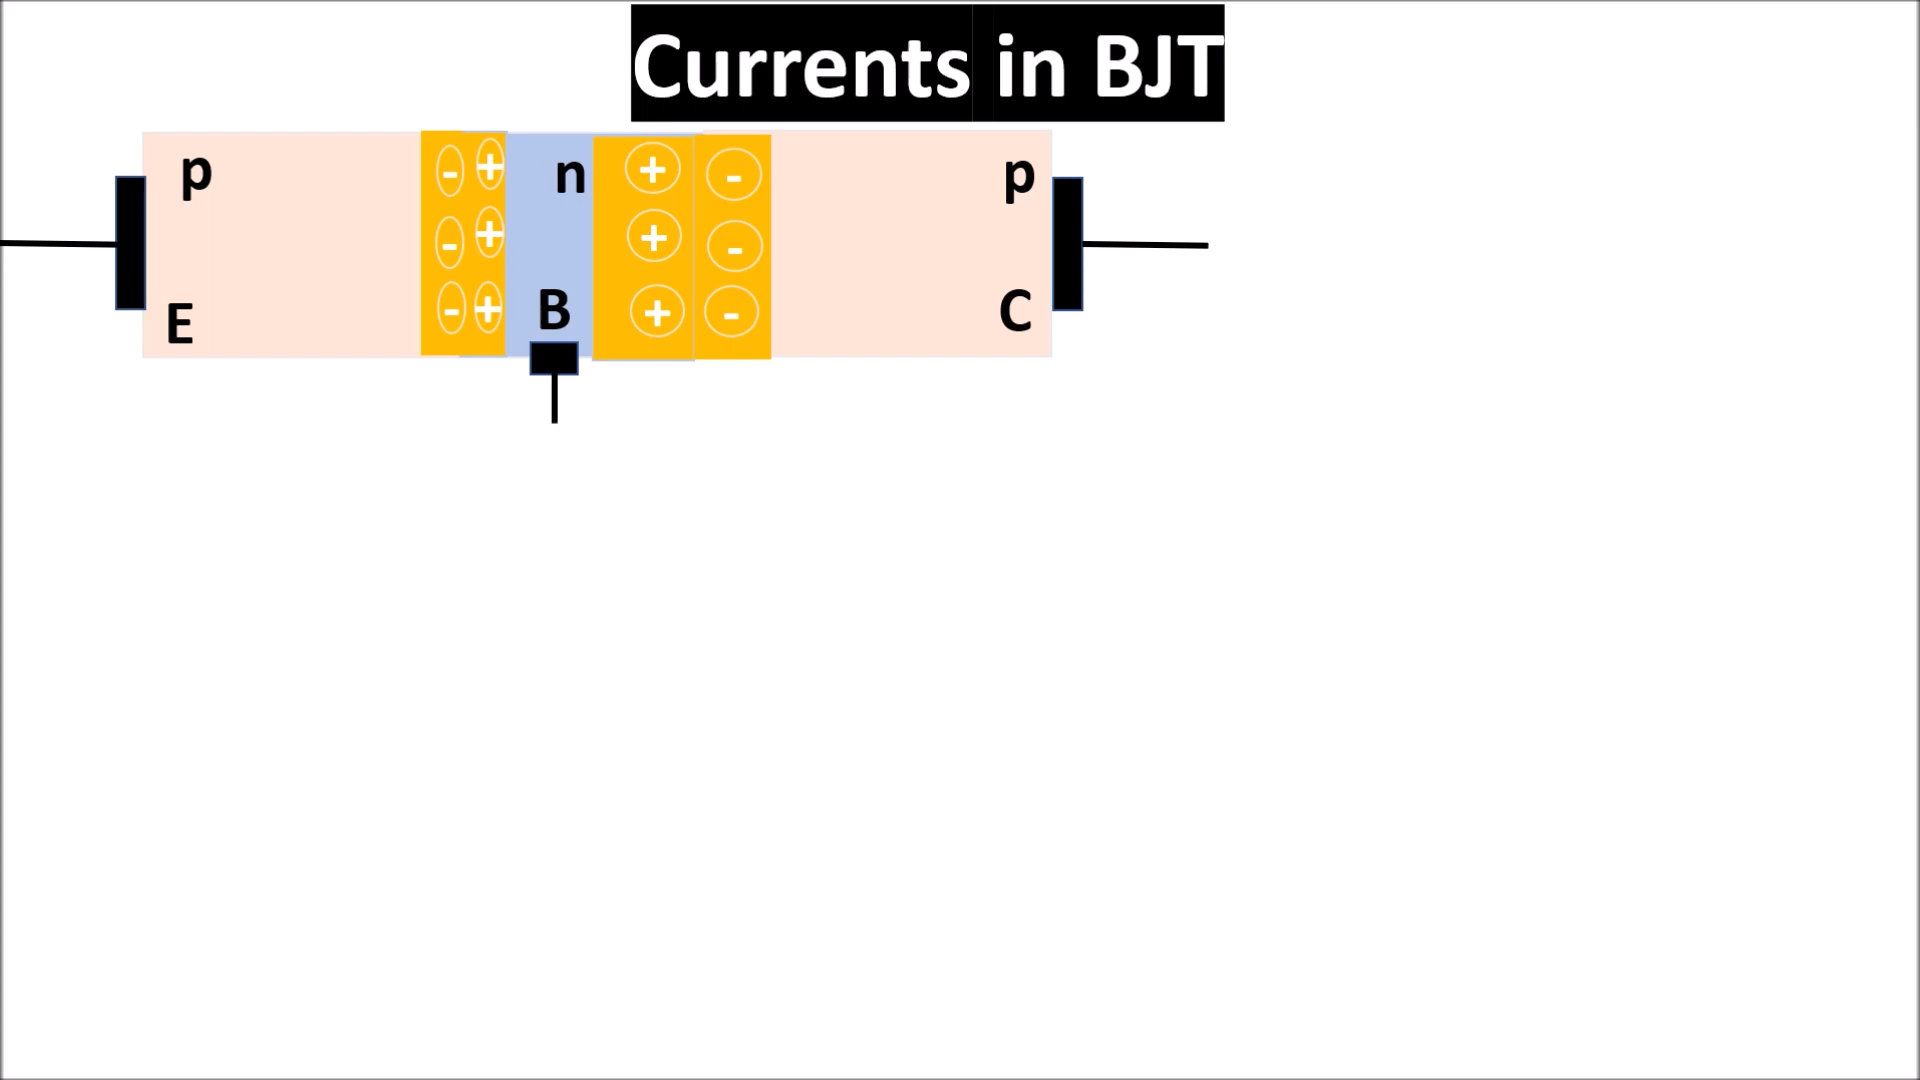 Currents in BJT
p - + n + - p
- + + -
E - + B + - C